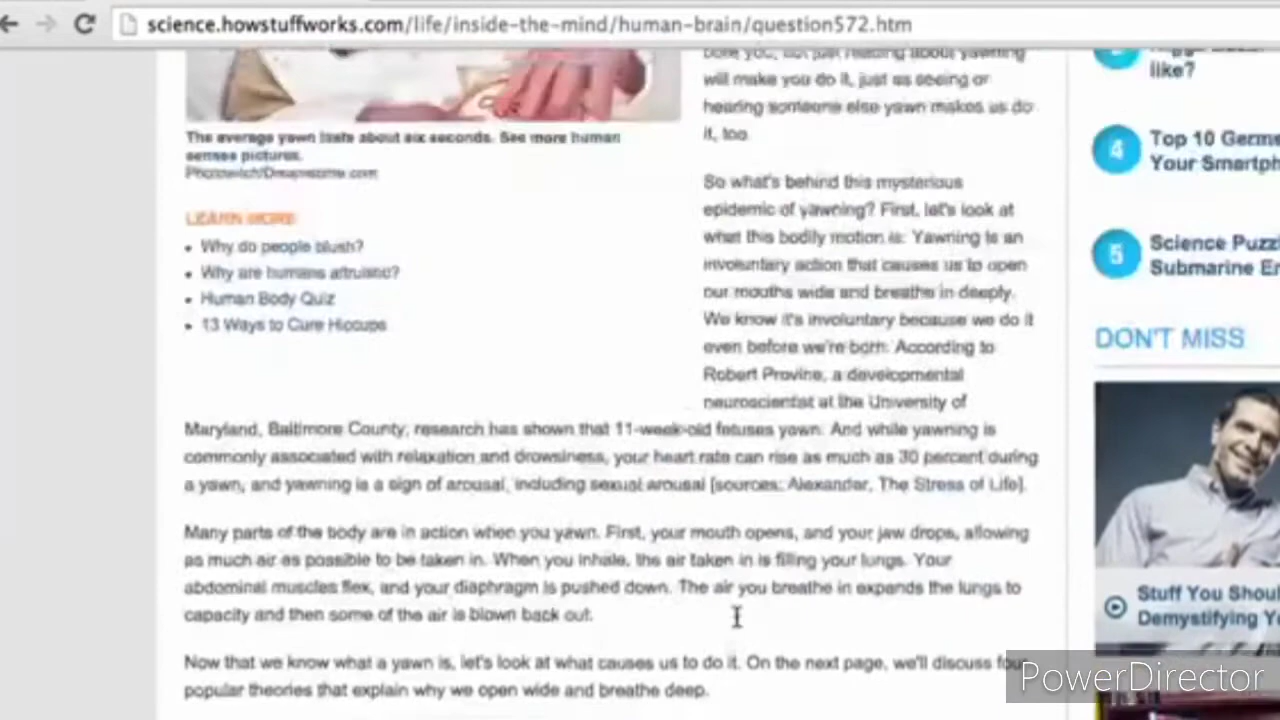 science.howstuffworks.com/life/inside-the-mind/human-brain/question572.htm
bore you, but just reading about yawning
will make you do it, just as seeing or
hearing someone else yawn makes us do
it, too.
The average yawn lasts about six seconds. See more human
senses pictures.
LEARN MORE
• Why do people blush?
• Why are humans altruistic?
• Human Body Quiz
• 13 Ways to Cure Hiccups
So what's behind this mysterious
epidemic of yawning? First, let's look at
what this bodily motion is: Yawning is an
involuntary action that causes us to open
our mouths wide and breathe in deeply.
We know it's involuntary because we do it
even before we're born. According to
Robert Provine, a developmental
neuroscientist at the University of
Maryland, Baltimore County, research has shown that 11-week-old fetuses yawn. And while yawning is
commonly associated with relaxation and drowsiness, your heart rate can rise as much as 30 percent during
a yawn, and yawning is a sign of arousal, including sexual arousal [sources: Alexander, The Stress of Life].
Many parts of the body are in action when you yawn. First, your mouth opens, and your jaw drops, allowing
as much air as possible to be taken in. When you inhale, the air taken in is filling your lungs. Your
abdominal muscles flex, and your diaphragm is pushed down. The air you breathe in expands the lungs to
capacity and then some of the air is blown back out.
Now that we know what a yawn is, let's look at what causes us to do it. On the next page, we'll discuss four
popular theories that explain why we open wide and breathe deep.
like?
4
Top 10
Your
5
Science
Submarine
DON'T MISS
Stuff You
Demystifying
PowerDirector